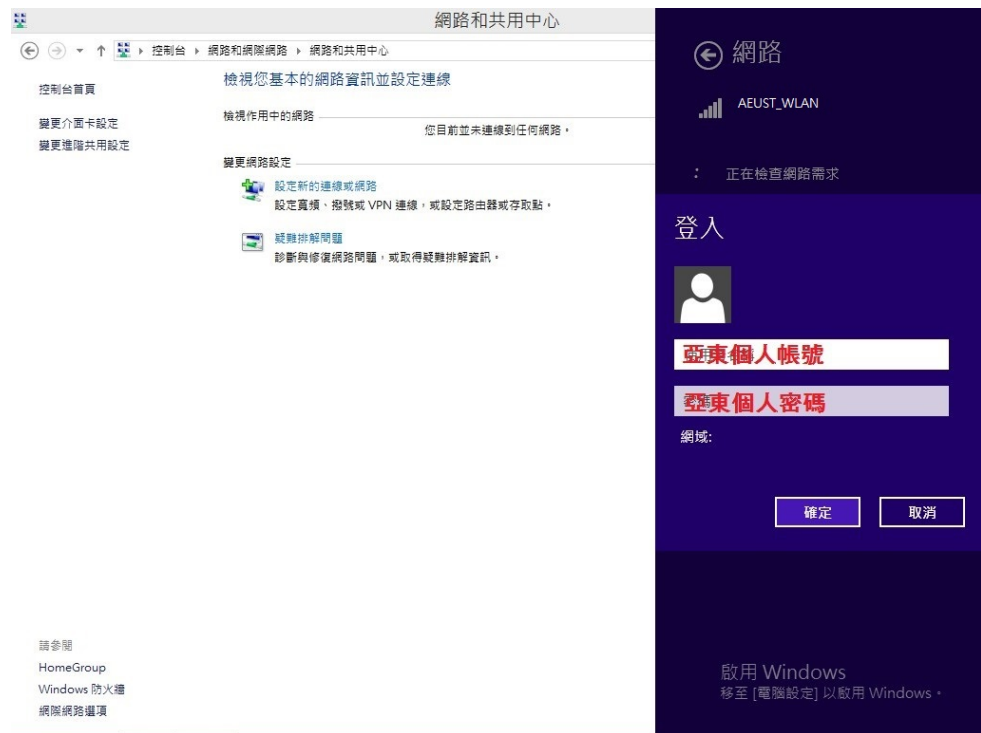 網路和共用中心
控制台 網路和網際網路 網路和共用中心
控制台首頁
變更介面卡設定
變更進階共用設定
檢視您基本的網路資訊並設定連線
檢視作用中的網路
您目前並未連線到任何網路。
變更網路設定
設定新的連線或網路
設定寬頻、撥號或 VPN 連線，或設定路由器或存取點。
疑難排解問題
診斷與修復網路問題，或取得疑難排解資訊。
請參閱
HomeGroup
Windows 防火牆
網際網路選項
網路
AEUST_WLAN
正在檢查網路需求
登入
亞東個人帳號
亞東個人密碼
網域:
確定
取消
啟用 Windows
移至 [電腦設定] 以啟用 Windows。